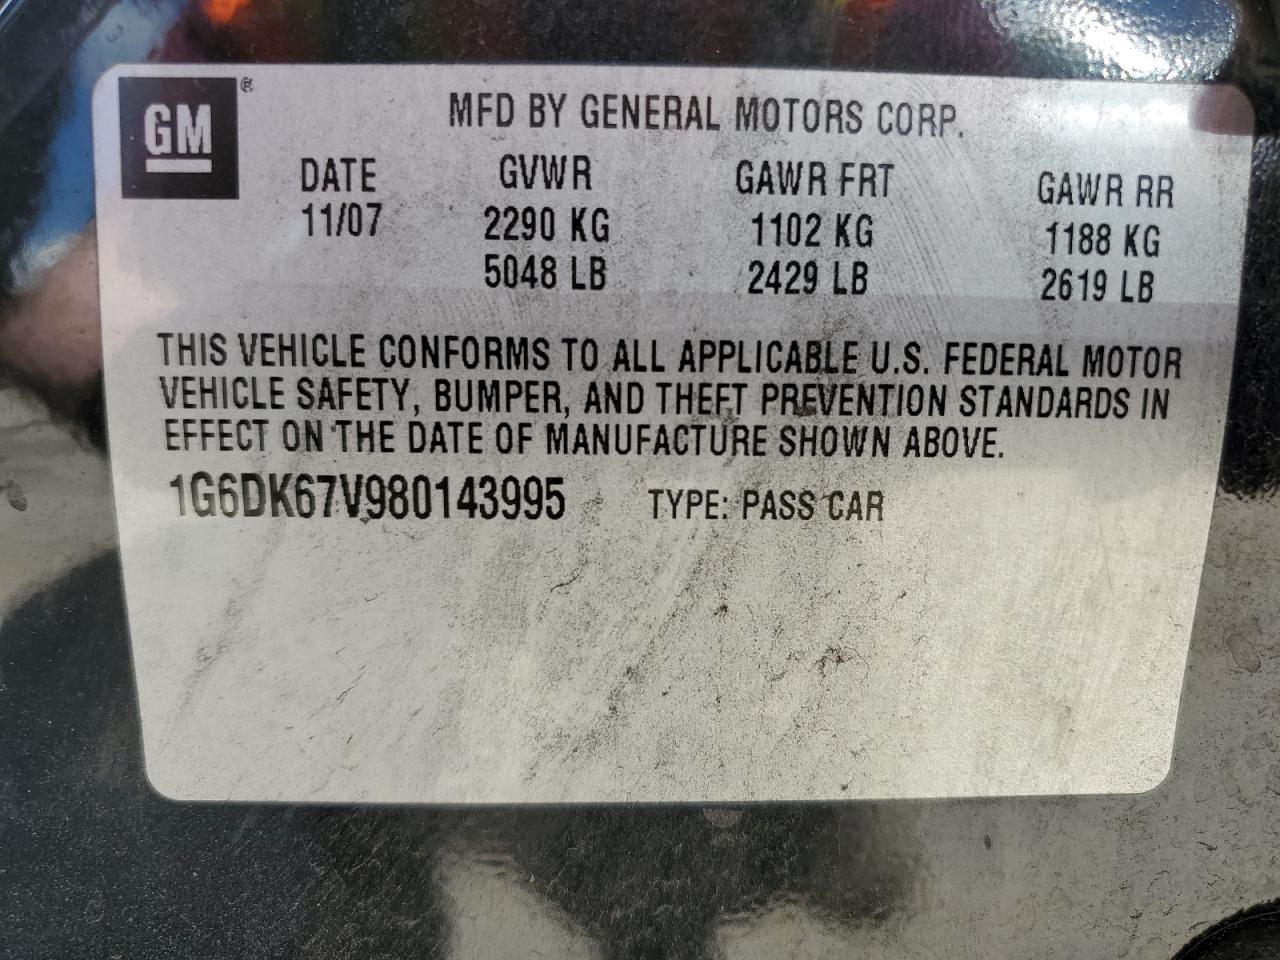 GM ®
MFD BY GENERAL MOTORS CORP.
DATE GVWR GAWR FRT GAWR RR
11/07 2290 KG 1102 KG 1188 KG
5048 LB 2429 LB 2619 LB
THIS VEHICLE CONFORMS TO ALL APPLICABLE U.S. FEDERAL MOTOR
VEHICLE SAFETY, BUMPER, AND THEFT PREVENTION STANDARDS IN
EFFECT ON THE DATE OF MANUFACTURE SHOWN ABOVE.
1G6DK67V980143995 TYPE: PASS CAR